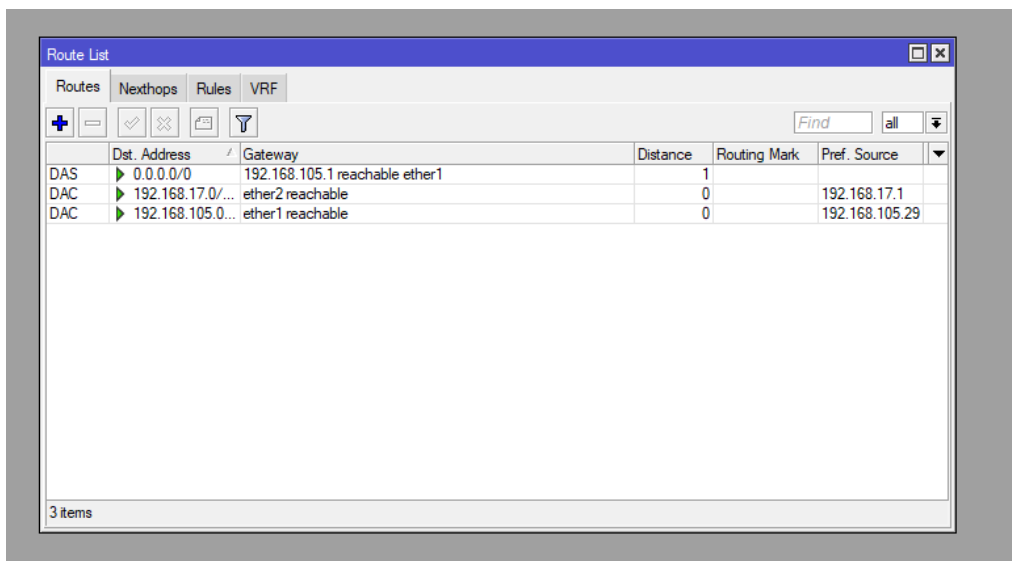 Route List
Routes Nexthops Rules VRF
Find all
Dst. Address Gateway Distance Routing Mark Pref. Source
DAS 0.0.0.0/0 192.168.105.1 reachable ether1 1
DAC 192.168.17.0/... ether2 reachable 0 192.168.17.1
DAC 192.168.105.0... ether1 reachable 0 192.168.105.29
3 items